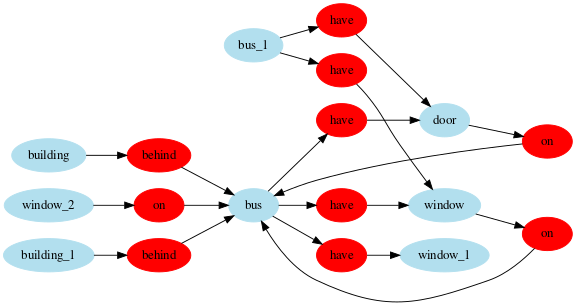 have
bus_1
have
have
door
building
behind
on
window_2
on
bus
have
window
on
building_1
behind
have
window_1